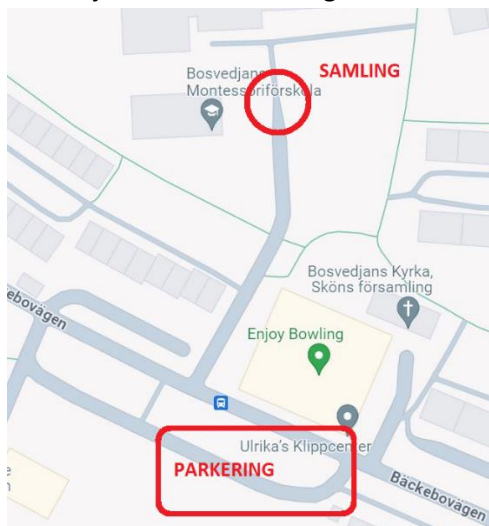 Bosvedjans
Montessoriförskola
SAMLING
Bosvedjans Kyrka,
Sköns församling
ebovägen
Enjoy Bowling
Ulrika's Klippcenter
PARKERING
Bäckebovägen